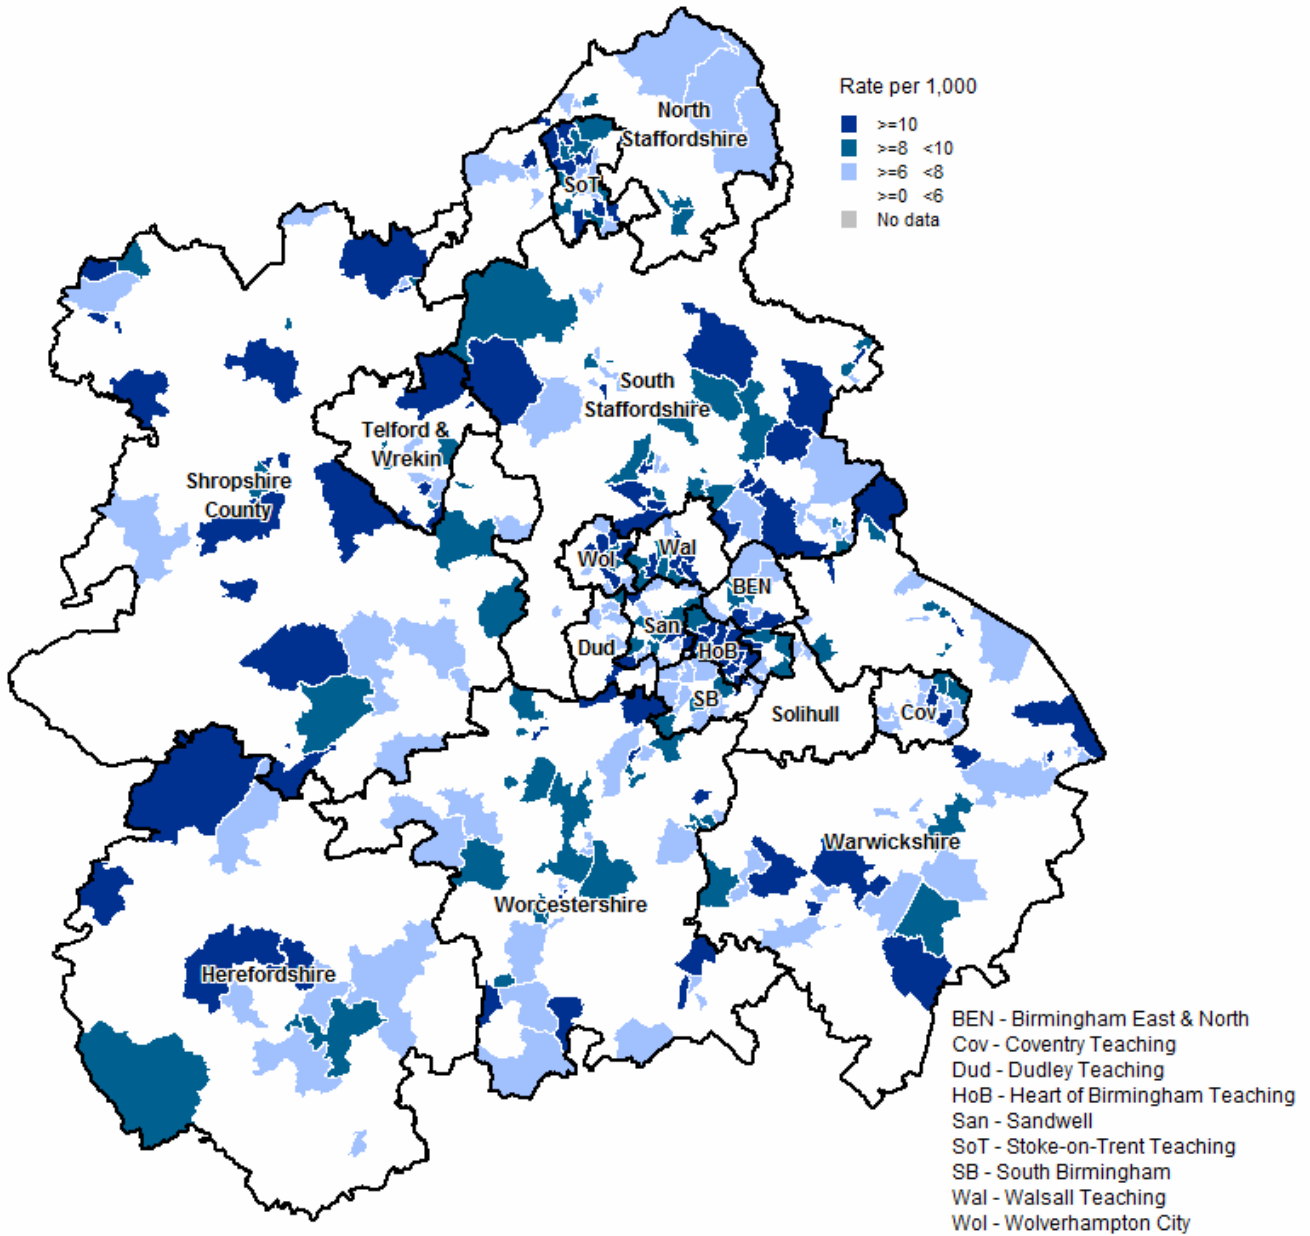 Rate per 1,000
>=10
>=8 <10
>=6 <8
>=0 <6
No data
North
Staffordshire
SoT
South
Staffordshire
Telford &
Wrekin
Shropshire
County
Wol
Wal
BEN
San
Dud
HoB
SB
Solihull
Cov
Warwickshire
Worcestershire
Herefordshire
BEN - Birmingham East & North
Cov - Coventry Teaching
Dud - Dudley Teaching
HoB - Heart of Birmingham Teaching
San - Sandwell
SoT - Stoke-on-Trent Teaching
SB - South Birmingham
Wal - Walsall Teaching
Wol - Wolverhampton City